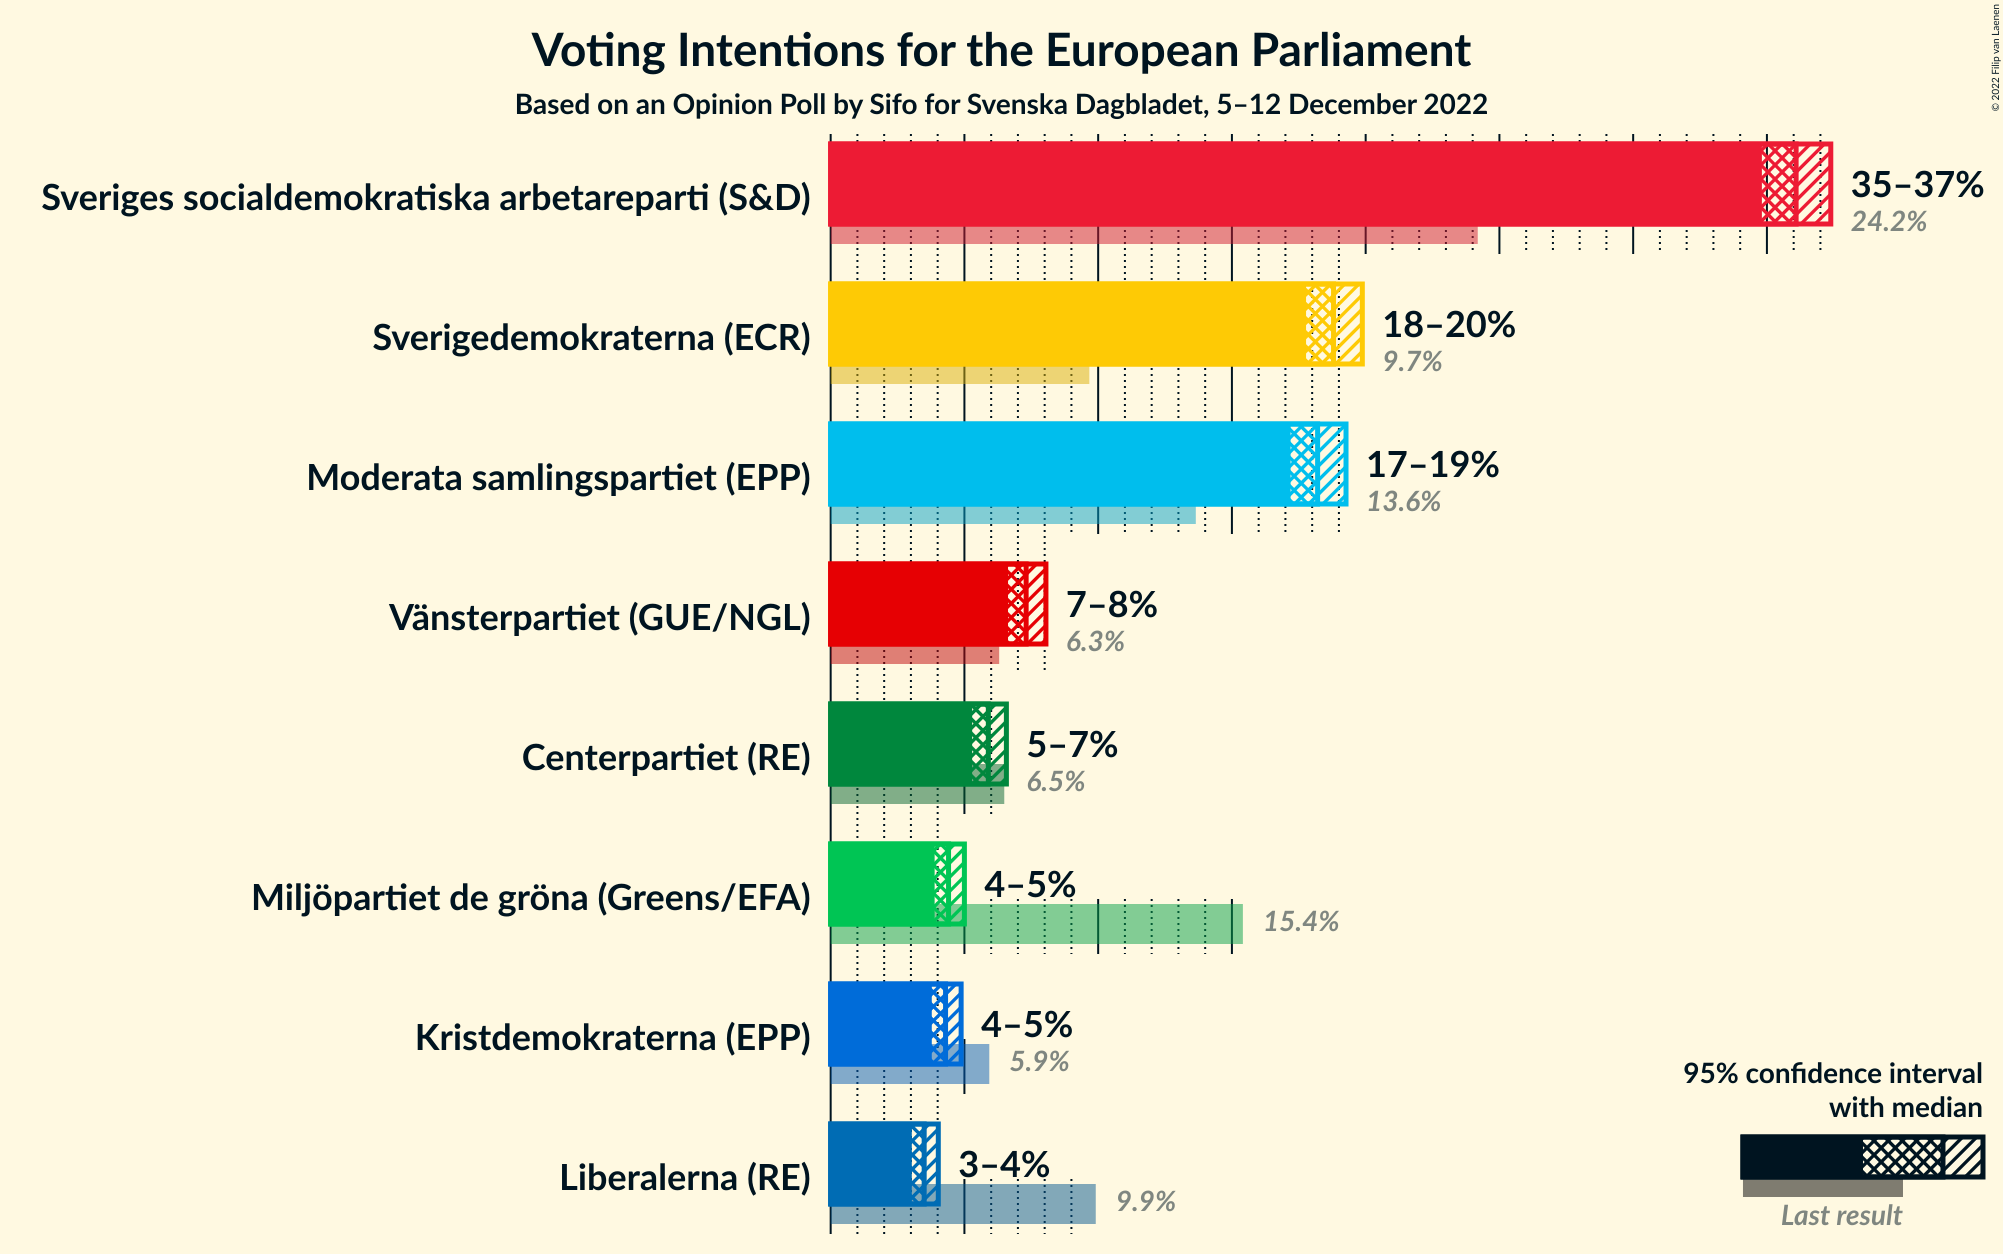 Voting Intentions for the European Parliament
Based on an Opinion Poll by Sifo for Svenska Dagbladet, 5–12 December 2022
© 2022 Filip van Laenen
Sveriges socialdemokratiska arbetareparti (S&D)
35–37%
24.2%
Sverigedemokraterna (ECR)
18–20%
9.7%
Moderata samlingspartiet (EPP)
17–19%
13.6%
Vänsterpartiet (GUE/NGL)
7–8%
6.3%
Centerpartiet (RE)
5–7%
6.5%
Miljöpartiet de gröna (Greens/EFA)
4–5%
15.4%
Kristdemokraterna (EPP)
4–5%
5.9%
Liberalerna (RE)
3–4%
9.9%
95% confidence interval
with median
Last result